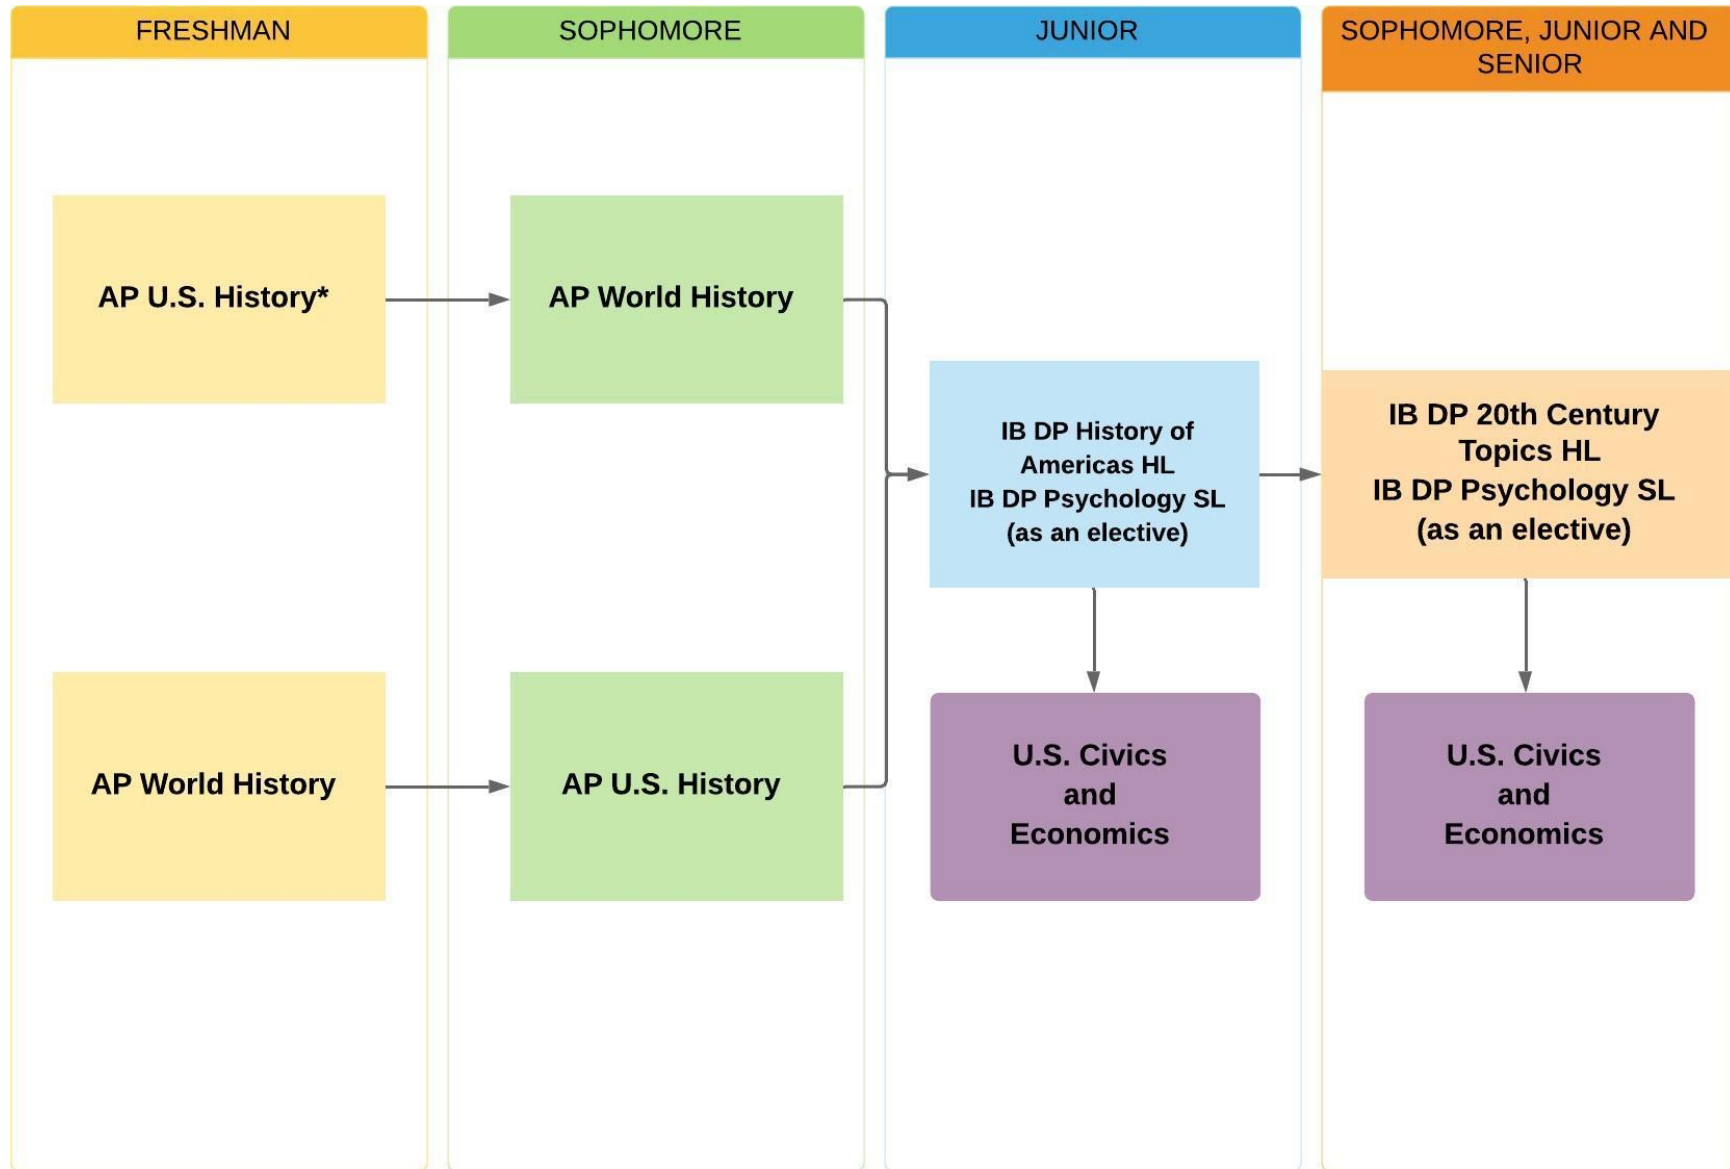 FRESHMAN
SOPHOMORE
JUNIOR
SOPHOMORE, JUNIOR AND
SENIOR
AP U.S. History*
AP World History
IB DP History of
Americas HL
IB DP Psychology SL
(as an elective)
IB DP 20th Century
Topics HL
IB DP Psychology SL
(as an elective)
AP World History
AP U.S. History
U.S. Civics
and
Economics
U.S. Civics
and
Economics